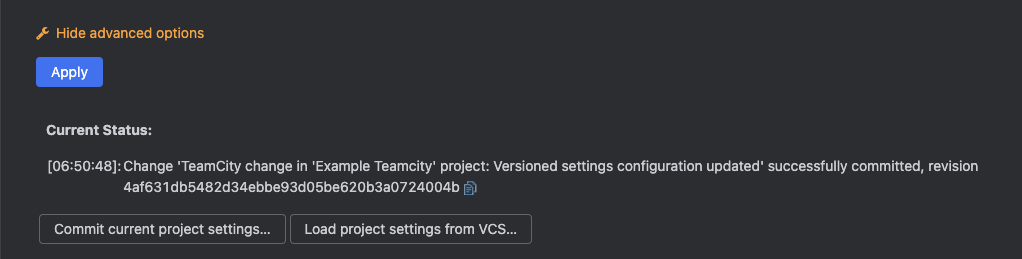 Hide advanced options
Apply
Current Status:
[06:50:48]: Change 'TeamCity change in 'Example Teamcity' project: Versioned settings configuration updated' successfully committed, revision
4af631db5482d34ebbe93d05be620b3a0724004b
Commit current project settings... Load project settings from VCS...